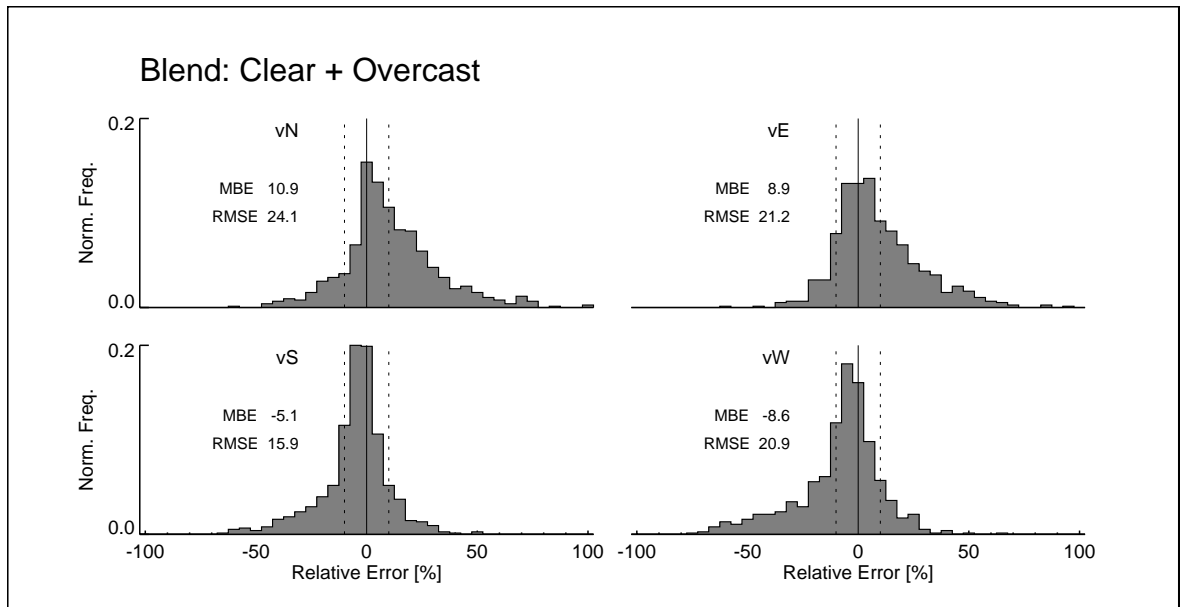 Blend: Clear + Overcast
0.2
Norm. Freq.
0.0
vN
MBE 10.9
RMSE 24.1
vE
MBE 8.9
RMSE 21.2
0.2
Norm. Freq.
0.0
vS
MBE -5.1
RMSE 15.9
vW
MBE -8.6
RMSE 20.9
-100 -50 0 50 100
Relative Error [%]
-100 -50 0 50 100
Relative Error [%]